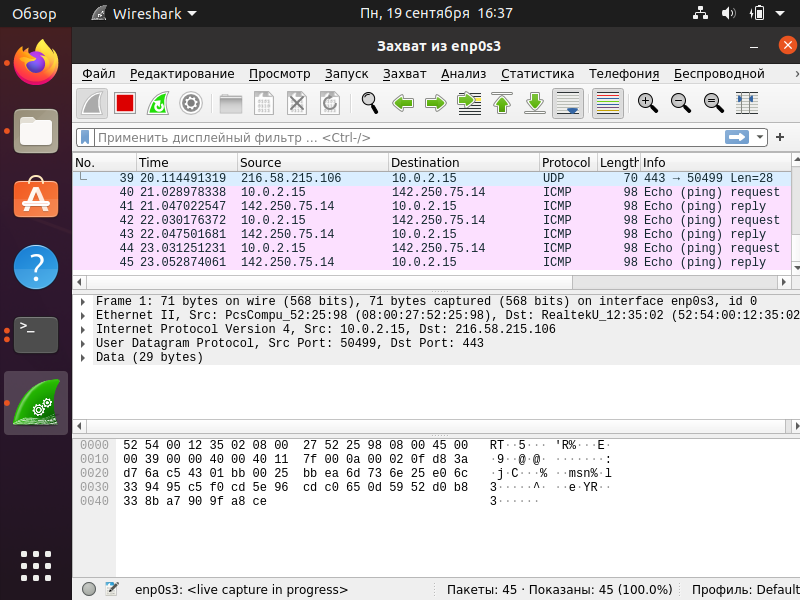 Обзор Wireshark Пн, 19 сентября 16:37
Захват из enp0s3
Файл Редактирование Просмотр Запуск Захват Анализ Статистика Телефония Беспроводной
Применить дисплейный фильтр ... <Ctrl-/>
No. Time Source Destination Protocol Length Info
39 20.114491319 216.58.215.106 10.0.2.15 UDP 70 443 → 50499 Len=28
40 21.028978338 10.0.2.15 142.250.75.14 ICMP 98 Echo (ping) request
41 21.047022547 142.250.75.14 10.0.2.15 ICMP 98 Echo (ping) reply
42 22.030176372 10.0.2.15 142.250.75.14 ICMP 98 Echo (ping) request
43 22.047501681 142.250.75.14 10.0.2.15 ICMP 98 Echo (ping) reply
44 23.031251231 10.0.2.15 142.250.75.14 ICMP 98 Echo (ping) request
45 23.052874061 142.250.75.14 10.0.2.15 ICMP 98 Echo (ping) reply
Frame 1: 71 bytes on wire (568 bits), 71 bytes captured (568 bits) on interface enp0s3, id 0
Ethernet II, Src: PcsCompu_52:25:98 (08:00:27:52:25:98), Dst: RealtekU_12:35:02 (52:54:00:12:35:02
Internet Protocol Version 4, Src: 10.0.2.15, Dst: 216.58.215.106
User Datagram Protocol, Src Port: 50499, Dst Port: 443
Data (29 bytes)
0000 52 54 00 12 35 02 08 00 27 52 25 98 08 00 45 00 RT··5··· 'R%···E·
0010 00 39 00 00 40 00 40 11 7f 00 0a 00 02 0f d8 3a ·9··@·@· ·······:
0020 d7 6a c5 43 01 bb 00 25 bb ea 6d 73 6e 25 e0 6c ·j·C···% ··msn%·l
0030 33 94 95 c5 f0 cd 5e 96 cd c0 65 0d 59 52 d0 b8 3·····^· ··e·YR··
0040 33 8b a7 90 9f a8 ce 3······
enp0s3: <live capture in progress> Пакеты: 45 · Показаны: 45 (100.0%) Профиль: Default